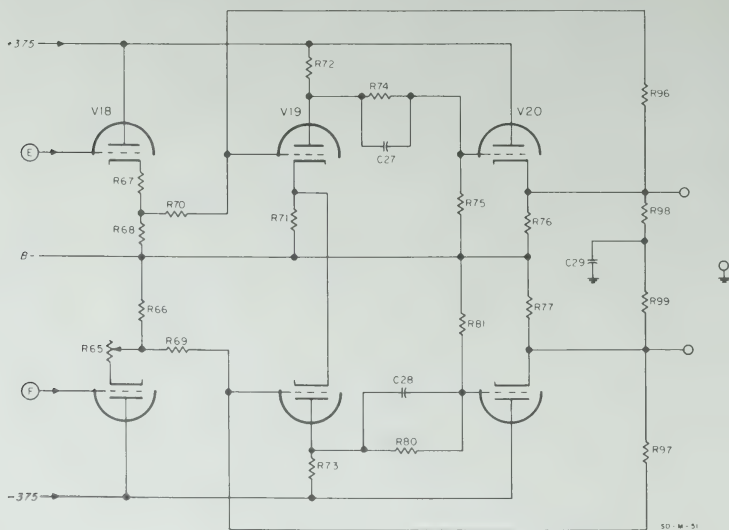 +375
R72
R74
R96
V18
V19
V20
C27
E
R67
R70
R68
R71
R75
R76
R98
B-
C29
R66
R81
R77
R99
R65
R69
F
C28
R80
R73
R97
-375
SD-M-51